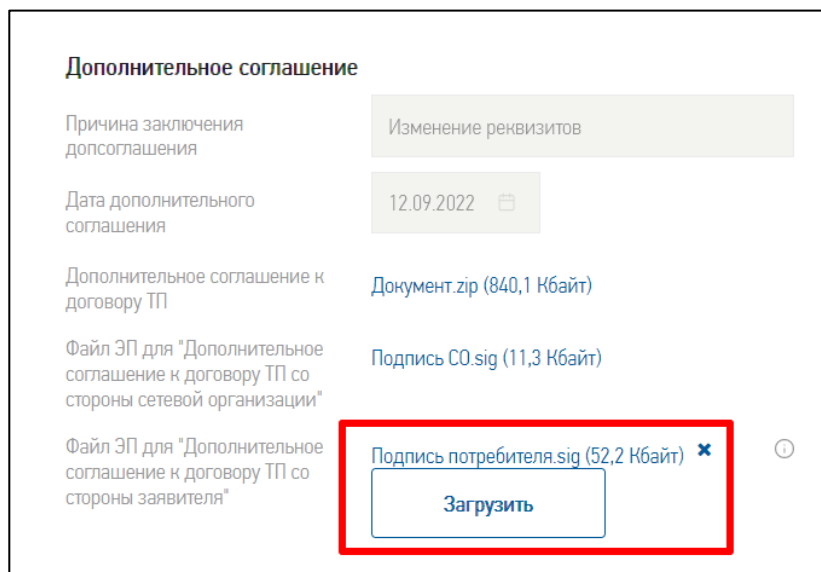 Дополнительное соглашение
Причина заключения
допсоглашения
Изменение реквизитов
Дата дополнительного
соглашения
12.09.2022
Дополнительное соглашение к
договору ТП
Документ.zip (840,1 Кбайт)
Файл ЭП для "Дополнительное
соглашение к договору ТП со
стороны сетевой организации"
Подпись СО.sig (11,3 Кбайт)
Файл ЭП для "Дополнительное
соглашение к договору ТП со
стороны заявителя"
Подпись потребителя.sig (52,2 Кбайт)
Загрузить